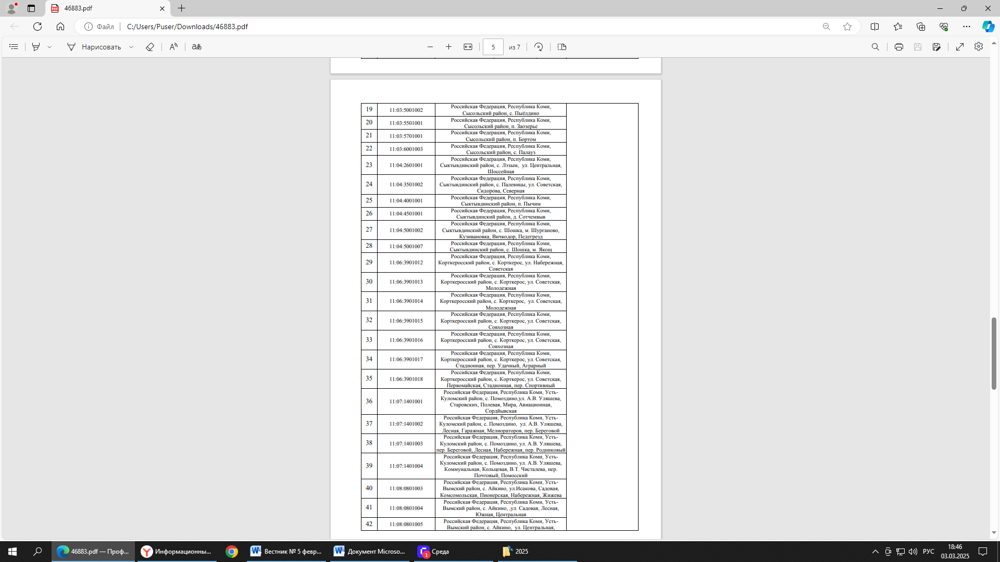 46883.pdf
Файл
C:/Users/Puser/Downloads/46883.pdf
Нарисовать
аあ
5
из 7
19
11:03:5001002
Российская Федерация, Республика Коми,
Сысольский район, с. Пыёлдино
20
11:03:5501001
Российская Федерация, Республика Коми,
Сысольский район, п. Заозерье
21
11:03:5701001
Российская Федерация, Республика Коми,
Сысольский район, п. Бортом
22
11:03:6001003
Российская Федерация, Республика Коми,
Сысольский район, с. Палауз
23
11:04:2601001
Российская Федерация, Республика Коми,
Сыктывдинский район, с. Лэзым, ул. Центральная,
Шоссейная
24
11:04:3501002
Российская Федерация, Республика Коми,
Сыктывдинский район, с. Палевицы, ул. Советская,
Сидорова, Северная
25
11:04:4001001
Российская Федерация, Республика Коми,
Сыктывдинский район, п. Пычим
26
11:04:4501001
Российская Федерация, Республика Коми,
Сыктывдинский район, д. Сотчемвыв
27
11:04:5001002
Российская Федерация, Республика Коми,
Сыктывдинский район, с. Шошка, м. Шурганово,
Кузивановка, Вичкодор, Педегрезд
28
11:04:5001007
Российская Федерация, Республика Коми,
Сыктывдинский район, с. Шошка, м. Якощ
29
11:06:3901012
Российская Федерация, Республика Коми,
Корткеросский район, с. Корткерос, ул. Набережная,
Советская
30
11:06:3901013
Российская Федерация, Республика Коми,
Корткеросский район, с. Корткерос, ул. Советская,
Молодежная
31
11:06:3901014
Российская Федерация, Республика Коми,
Корткеросский район, с. Корткерос, ул. Советская,
Молодежная
32
11:06:3901015
Российская Федерация, Республика Коми,
Корткеросский район, с. Корткерос, ул. Советская,
Совхозная
33
11:06:3901016
Российская Федерация, Республика Коми,
Корткеросский район, с. Корткерос, ул. Советская,
Совхозная
34
11:06:3901017
Российская Федерация, Республика Коми,
Корткеросский район, с. Корткерос, ул. Советская,
Стадионная, пер. Удачный, Аграрный
35
11:06:3901018
Российская Федерация, Республика Коми,
Корткеросский район, с. Корткерос, ул. Советская,
Первомайская, Стадионная, пер. Спортивный
36
11:07:1401001
Российская Федерация, Республика Коми, Усть-
Куломский район, с. Помоздино,ул. А.В. Уляшева,
Старовских, Полевая, Мира, Авиационная,
Сордйывская
37
11:07:1401002
Российская Федерация, Республика Коми, Усть-
Куломский район, с. Помоздино, ул. А.В. Уляшева,
Лесная, Гаражная, Мелиораторов, пер. Береговой
38
11:07:1401003
Российская Федерация, Республика Коми, Усть-
Куломский район, с. Помоздино, ул. А.В. Уляшева,
пер. Береговой, Лесная, Набережная, пер. Родниковый
39
11:07:1401004
Российская Федерация, Республика Коми, Усть-
Куломский район, с. Помоздино, ул. А.В. Уляшева,
Коммунальная, Кольцевая, В.Т. Чисталева, пер.
Почтовый, Помосский
40
11:08:0801003
Российская Федерация, Республика Коми, Усть-
Вымский район, с. Айкино, ул.Исакова, Садовая,
Комсомольская, Пионерская, Набережная, Жижева
41
11:08:0801004
Российская Федерация, Республика Коми, Усть-
Вымский район, с. Айкино, ,ул. Садовая, Лесная,
Южная, Центральная
42
11:08:0801005
Российская Федерация, Республика Коми, Усть-
Вымский район, с. Айкино, ул. Центральная,
46883.pdf — Проф...
Информационны...
Вестник № 5 февр...
Документ Microso...
1
Среда
2025
РУС
18:46
03.03.2025